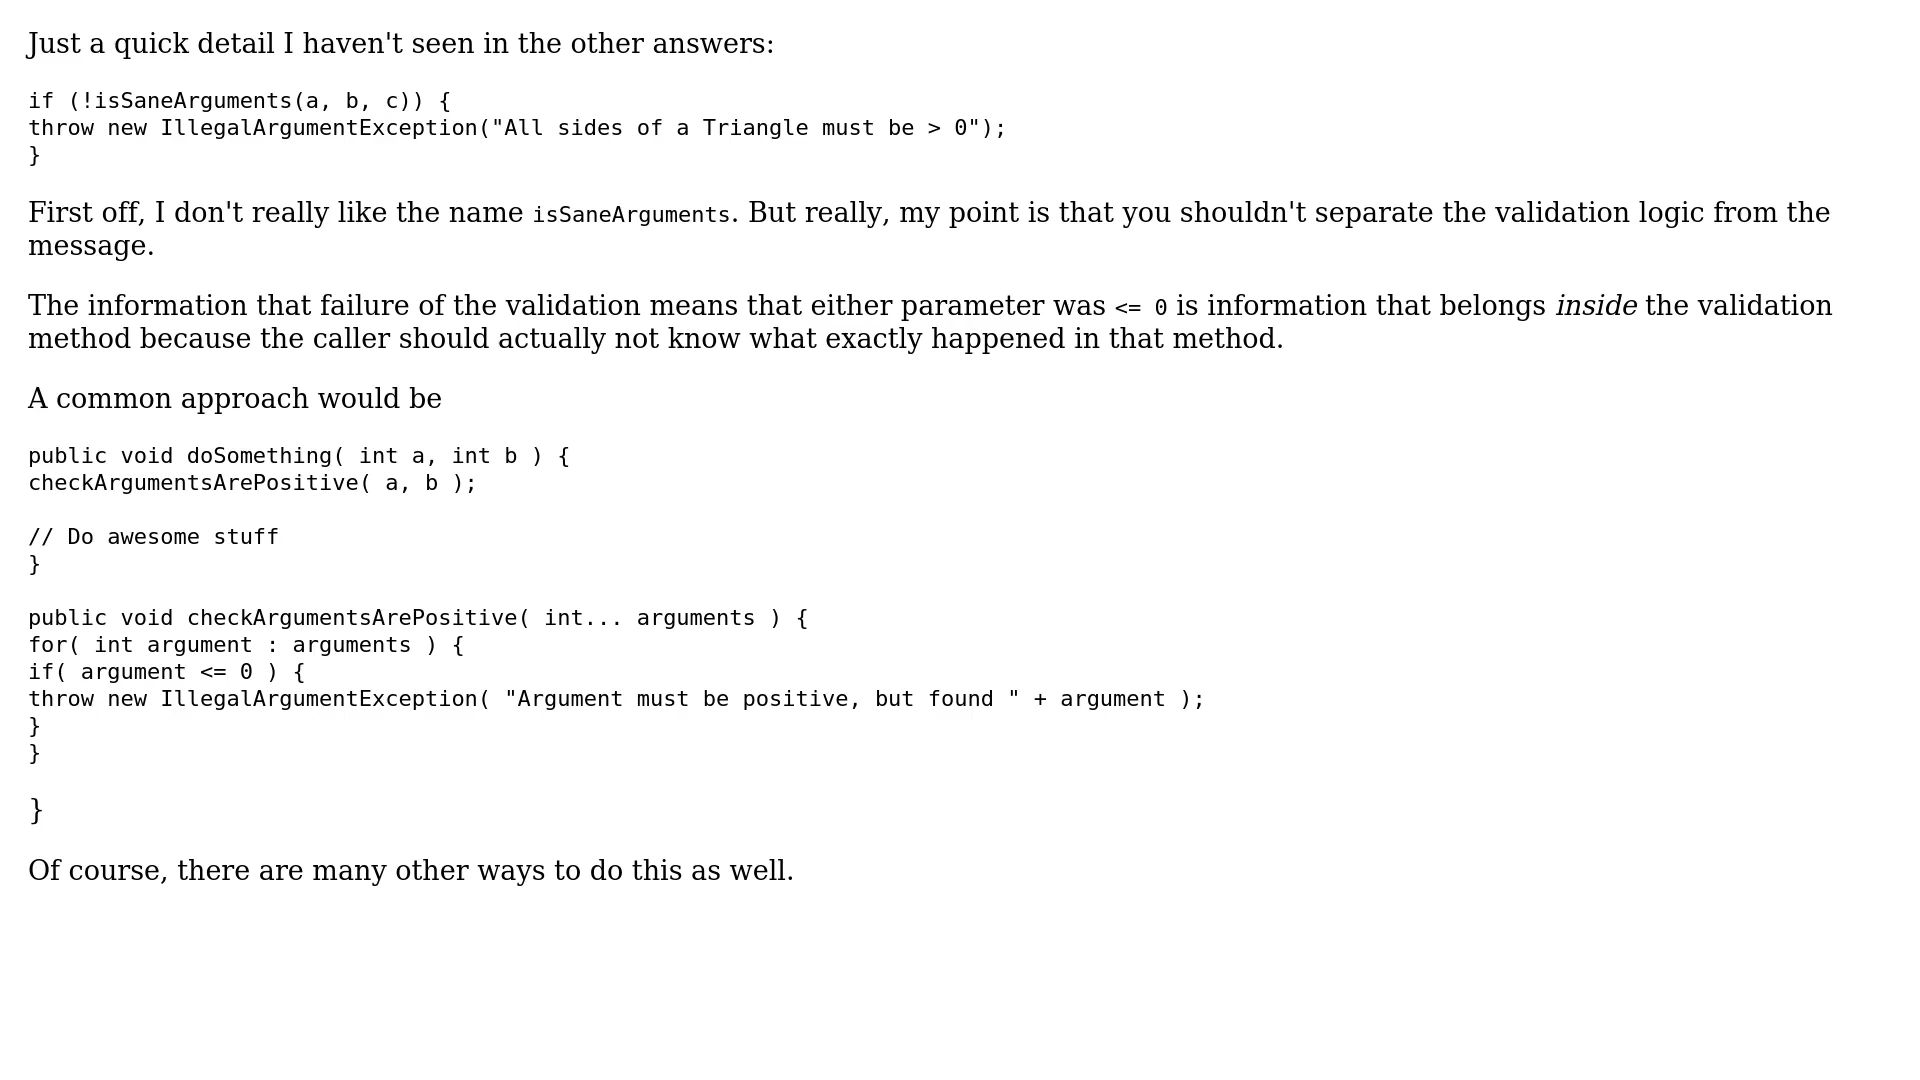 Just a quick detail I haven't seen in the other answers:
if (!isSaneArguments(a, b, c)) {
throw new IllegalArgumentException("All sides of a Triangle must be > 0");
}
First off, I don't really like the name isSaneArguments. But really, my point is that you shouldn't separate the validation logic from the
message.
The information that failure of the validation means that either parameter was <= 0 is information that belongs inside the validation
method because the caller should actually not know what exactly happened in that method.
A common approach would be
public void doSomething( int a, int b ) {
checkArgumentsArePositive( a, b );
// Do awesome stuff
}
public void checkArgumentsArePositive( int... arguments ) {
for( int argument : arguments ) {
if( argument <= 0 ) {
throw new IllegalArgumentException( "Argument must be positive, but found " + argument );
}
}
}
Of course, there are many other ways to do this as well.